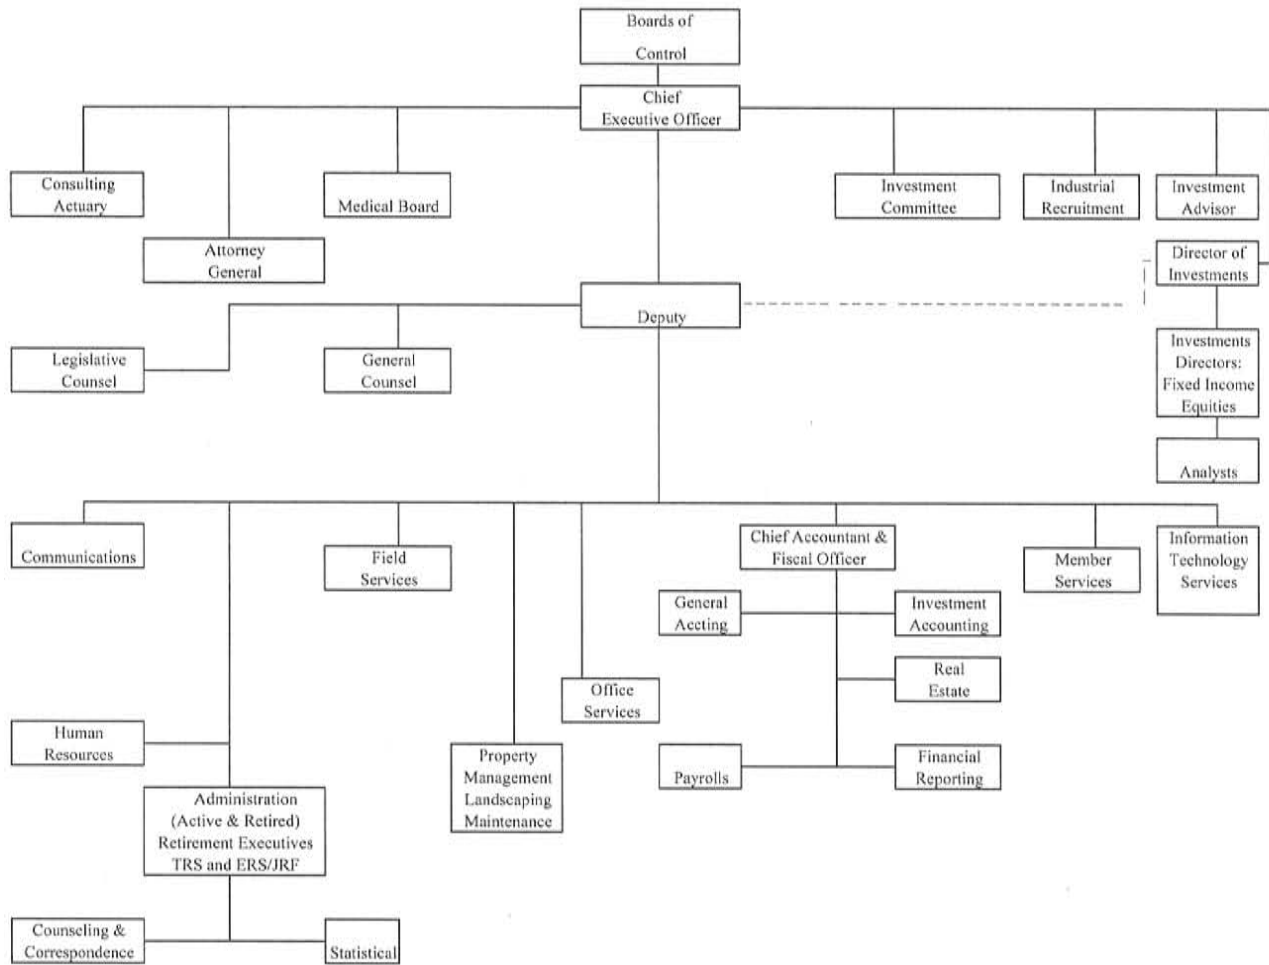 Boards of
Control
Chief
Executive Officer
Consulting
Actuary
Medical Board
Investment
Committee
Industrial
Recruitment
Investment
Advisor
Attorney
General
Director of
Investments
Deputy
Legislative
Counsel
General
Counsel
Investments
Directors:
Fixed Income
Equities
Analysts
Communications
Field
Services
Chief Accountant &
Fiscal Officer
Member
Services
Information
Technology
Services
General
Accting
Investment
Accounting
Real
Estate
Office
Services
Human
Resources
Property
Management
Landscaping
Maintenance
Payrolls
Financial
Reporting
Administration
(Active & Retired)
Retirement Executives
TRS and ERS/JRF
Counseling &
Correspondence
Statistical